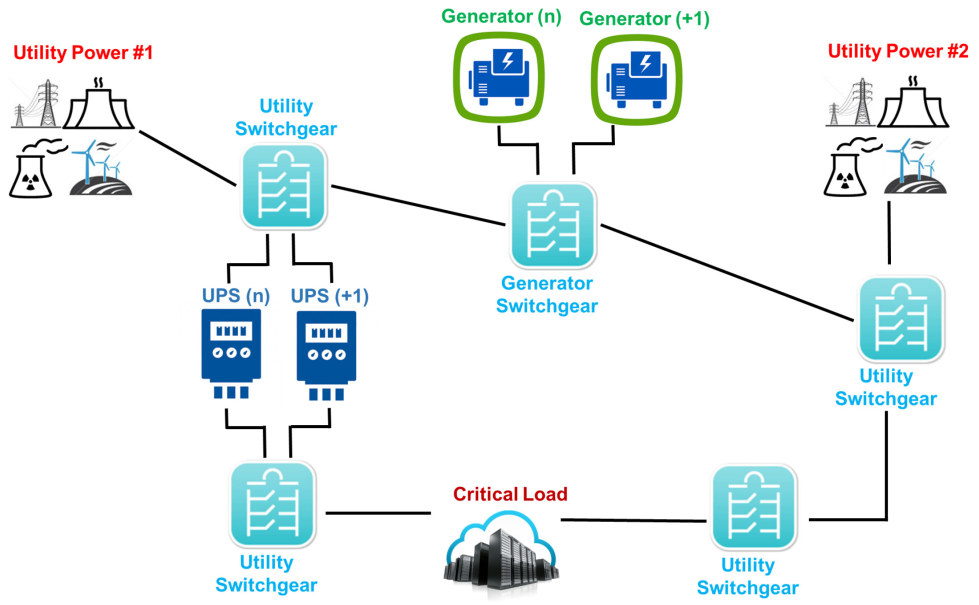 Generator (n)
Generator (+1)
Utility Power #1
Utility Power #2
Utility
Switchgear
Generator
Switchgear
UPS (n)
UPS (+1)
Utility
Switchgear
Critical Load
Utility
Switchgear
Utility
Switchgear